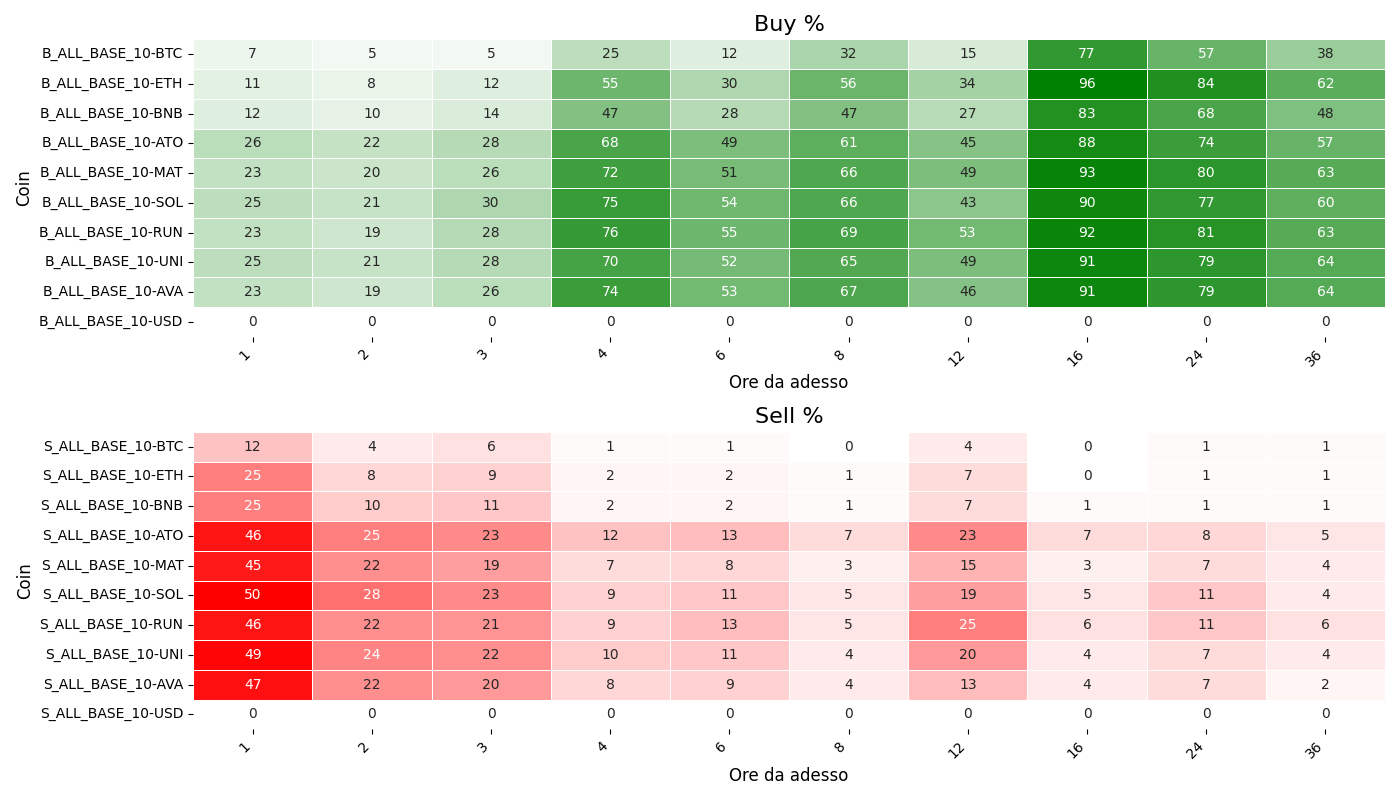 Buy %
Coin
B_ALL_BASE_10-BTC 7 5 5 25 12 32 15 77 57 38
B_ALL_BASE_10-ETH 11 8 12 55 30 56 34 96 84 62
B_ALL_BASE_10-BNB 12 10 14 47 28 47 27 83 68 48
B_ALL_BASE_10-ATO 26 22 28 68 49 61 45 88 74 57
B_ALL_BASE_10-MAT 23 20 26 72 51 66 49 93 80 63
B_ALL_BASE_10-SOL 25 21 30 75 54 66 43 90 77 60
B_ALL_BASE_10-RUN 23 19 28 76 55 69 53 92 81 63
B_ALL_BASE_10-UNI 25 21 28 70 52 65 49 91 79 64
B_ALL_BASE_10-AVA 23 19 26 74 53 67 46 91 79 64
B_ALL_BASE_10-USD 0 0 0 0 0 0 0 0 0 0
1 2 3 4 6 8 12 16 24 36
Ore da adesso
Sell %
Coin
S_ALL_BASE_10-BTC 12 4 6 1 1 0 4 0 1 1
S_ALL_BASE_10-ETH 25 8 9 2 2 1 7 0 1 1
S_ALL_BASE_10-BNB 25 10 11 2 2 1 7 1 1 1
S_ALL_BASE_10-ATO 46 25 23 12 13 7 23 7 8 5
S_ALL_BASE_10-MAT 45 22 19 7 8 3 15 3 7 4
S_ALL_BASE_10-SOL 50 28 23 9 11 5 19 5 11 4
S_ALL_BASE_10-RUN 46 22 21 9 13 5 25 6 11 6
S_ALL_BASE_10-UNI 49 24 22 10 11 4 20 4 7 4
S_ALL_BASE_10-AVA 47 22 20 8 9 4 13 4 7 2
S_ALL_BASE_10-USD 0 0 0 0 0 0 0 0 0 0
1 2 3 4 6 8 12 16 24 36
Ore da adesso